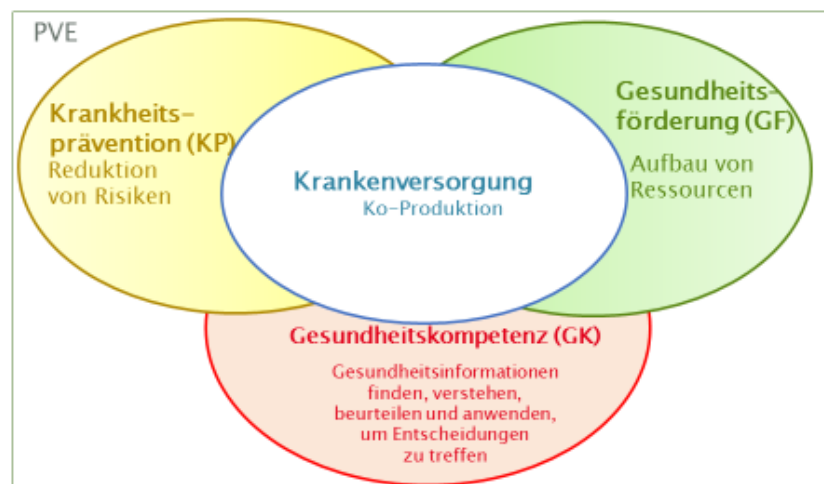 PVE
Krankheits-
prävention (KP)
Reduktion
von Risiken
Gesundheits-
förderung (GF)
Aufbau von
Ressourcen
Krankenversorgung
Ko-Produktion
Gesundheitskompetenz (GK)
Gesundheitsinformationen
finden, verstehen,
beurteilen und anwenden,
um Entscheidungen
zu treffen